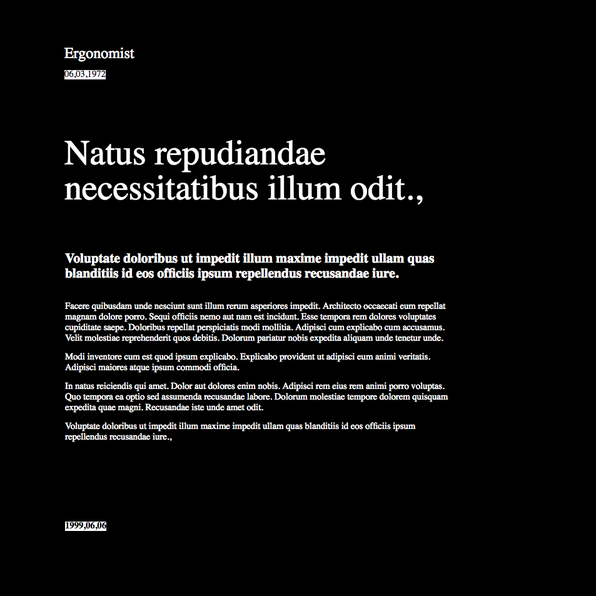 Ergonomist
06.03.1972
Natus repudiandae
necessitatibus illum odit.,
Voluptate doloribus ut impedit illum maxime impedit ullam quas
blanditiis id eos officiis ipsum repellendus recusandae iure.
Facere quibusdam unde nesciunt sunt illum rerum asperiores impedit. Architecto occaecati eum repellat
magnam dolore porro. Sequi officiis nemo aut nam est incidunt. Esse tempora rem dolores voluptates
cupiditate saepe. Doloribus repellat perspiciatis modi mollitia. Adipisci cum explicabo cum accusamus.
Velit molestiae reprehenderit quos debitis. Dolorum pariatur nobis expedita aliquam unde tenetur unde.
Modi inventore cum est quod ipsum explicabo. Explicabo provident ut adipisci eum animi veritatis.
Adipisci maiores atque ipsum commodi officia.
In natus reiciendis qui amet. Dolor aut dolores enim nobis. Adipisci rem eius rem animi porro voluptas.
Quo tempora ea optio sed assumenda recusandae labore. Dolorum molestiae tempore dolorem quisquam
expedita quae magni. Recusandae iste unde amet odit.
Voluptate doloribus ut impedit illum maxime impedit ullam quas blanditiis id eos officiis ipsum
repellendus recusandae iure.,
1999,06,06